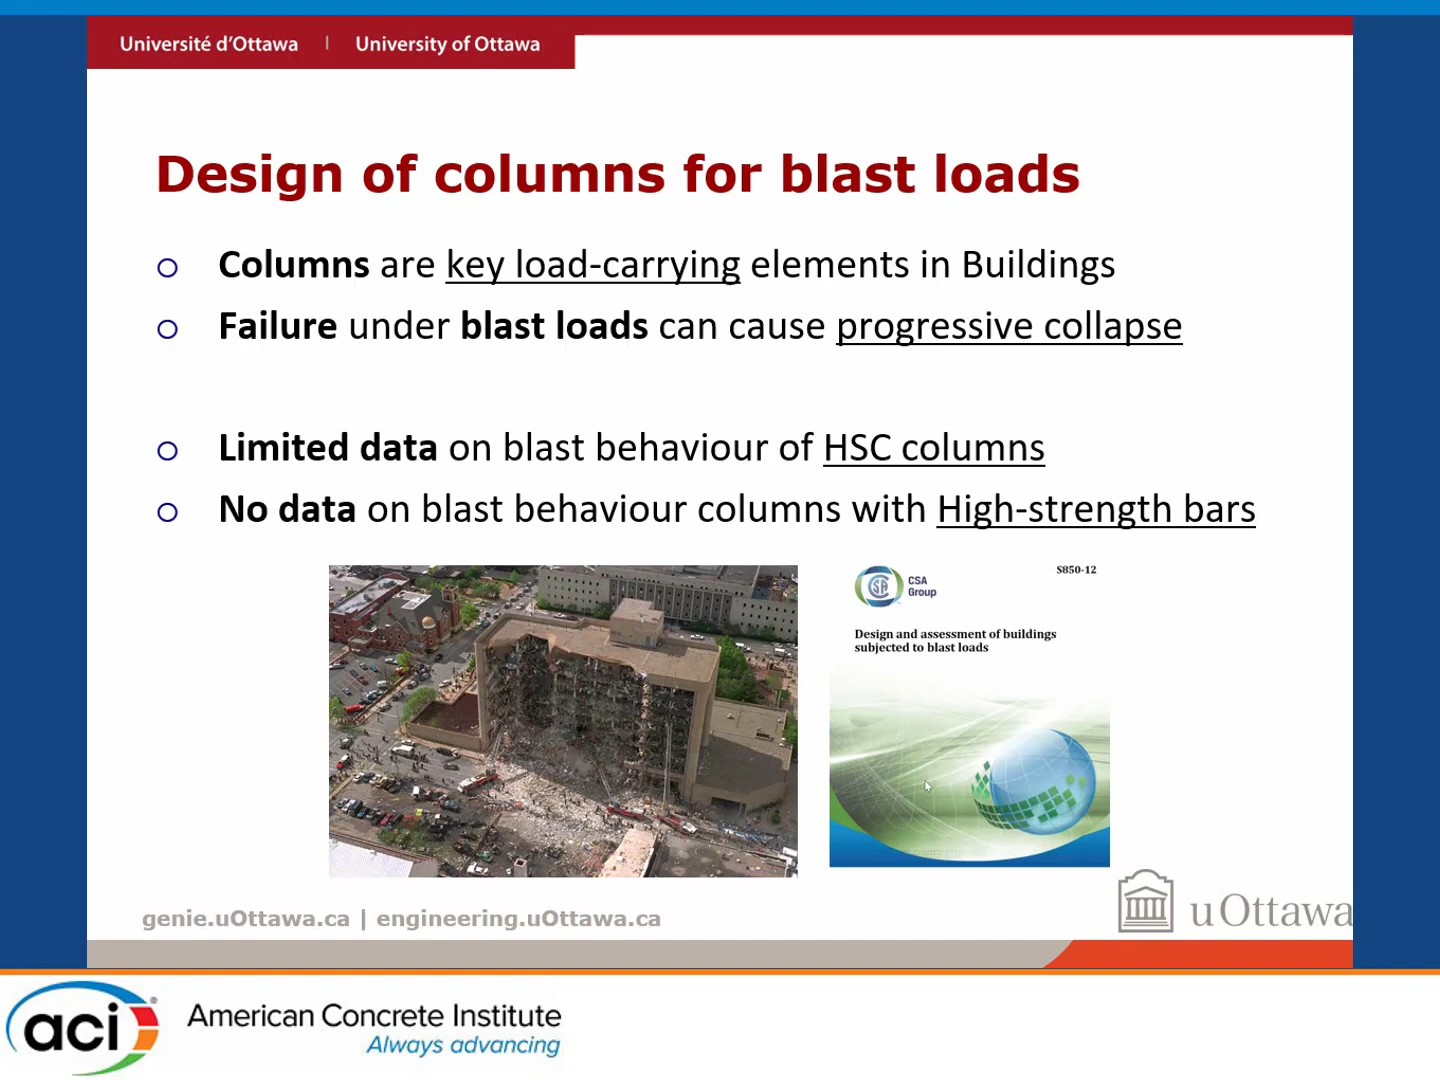 Université d'Ottawa | University of Ottawa
Design of columns for blast loads
Columns are key load-carrying elements in Buildings
Failure under blast loads can cause progressive collapse
Limited data on blast behaviour of HSC columns
No data on blast behaviour columns with High-strength bars
S850-12
CSA
Group
Design and assessment of buildings
subjected to blast loads
genie.uOttawa.ca | engineering.uOttawa.ca
uOttawa
aci®
American Concrete Institute
Always advancing